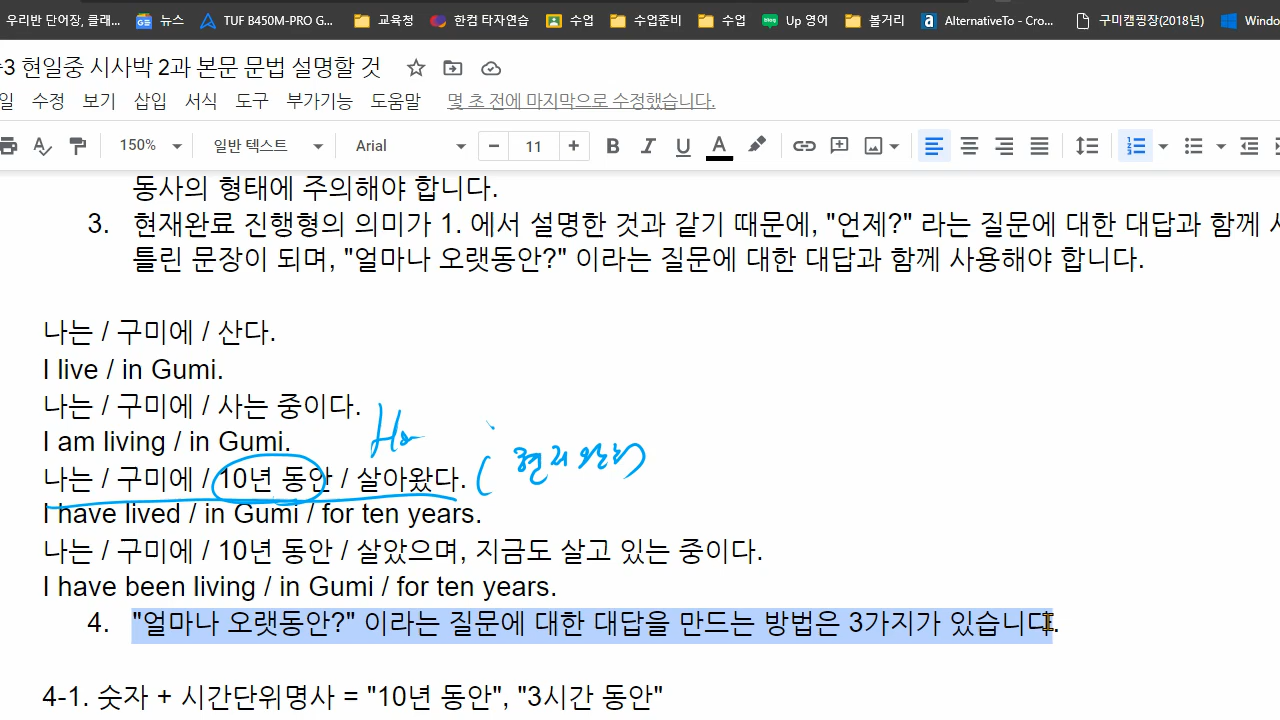 우리반 단어장, 클래... 뉴스 TUF B450M-PRO G... 교육청 한컴 타자연습 수업 수업준비 수업 Up 영어 볼거리 AlternativeTo - Cro... 구미캠핑장(2018년) Windo
3 현일중 시사박 2과 본문 문법 설명할 것
일 수정 보기 삽입 서식 도구 부가기능 도움말 몇 초 전에 마지막으로 수정했습니다.
150% 일반 텍스트 Arial 11 B I U A
동사의 형태에 주의해야 합니다.
3. 현재완료 진행형의 의미가 1. 에서 설명한 것과 같기 때문에, "언제?" 라는 질문에 대한 대답과 함께 
틀린 문장이 되며, "얼마나 오랫동안?" 이라는 질문에 대한 대답과 함께 사용해야 합니다.
나는 / 구미에 / 산다.
I live / in Gumi.
나는 / 구미에 / 사는 중이다.
I am living / in Gumi.
나는 / 구미에 / 10년 동안 / 살아왔다.
I have lived / in Gumi / for ten years.
나는 / 구미에 / 10년 동안 / 살았으며, 지금도 살고 있는 중이다.
I have been living / in Gumi / for ten years.
4. "얼마나 오랫동안?" 이라는 질문에 대한 대답을 만드는 방법은 3가지가 있습니다.
4-1. 숫자 + 시간단위명사 = "10년 동안", "3시간 동안"